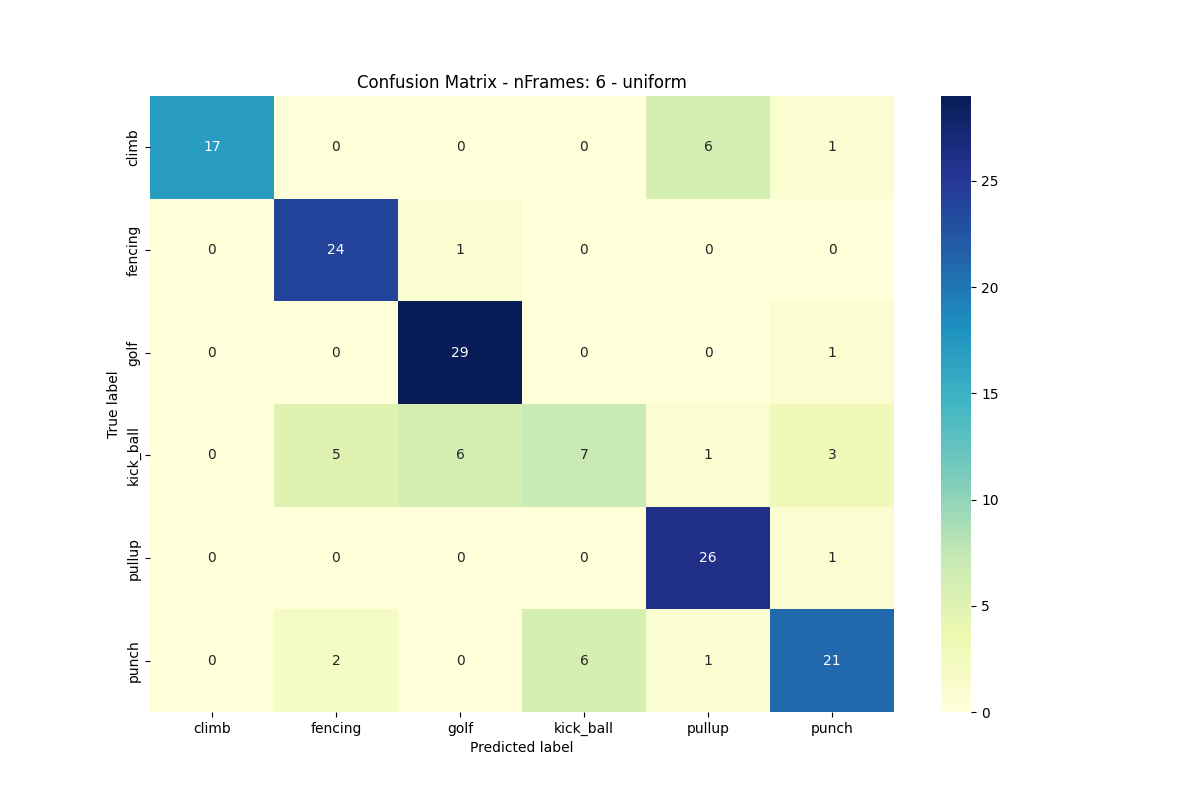 Confusion Matrix - nFrames: 6 - uniform
True label
climb 17 0 0 0 6 1
fencing 0 24 1 0 0 0
golf 0 0 29 0 0 1
kick_ball 0 5 6 7 1 3
pullup 0 0 0 0 26 1
punch 0 2 0 6 1 21
climb fencing golf kick_ball pullup punch
Predicted label
25
20
15
10
5
0